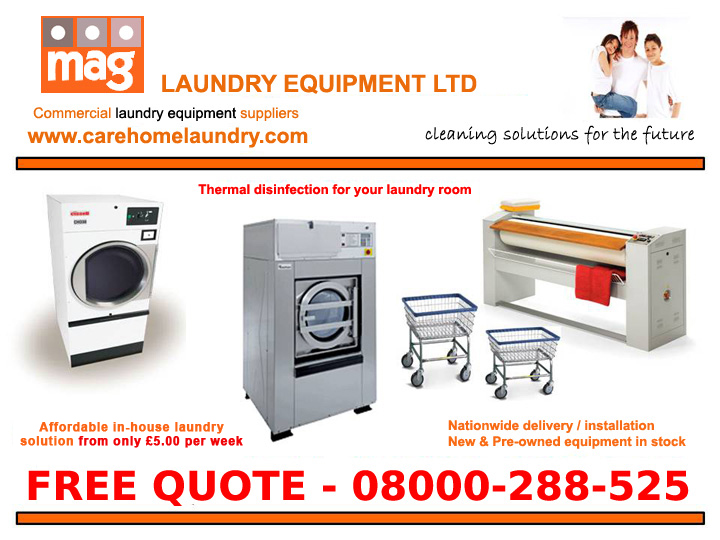 mag
LAUNDRY EQUIPMENT LTD
Commercial laundry equipment suppliers
www.carehomelaundry.com
cleaning solutions for the future
Thermal disinfection for your laundry room
Affordable in-house laundry
solution from only £5.00 per week
Nationwide delivery / installation
New & Pre-owned equipment in stock
FREE QUOTE - 08000-288-525